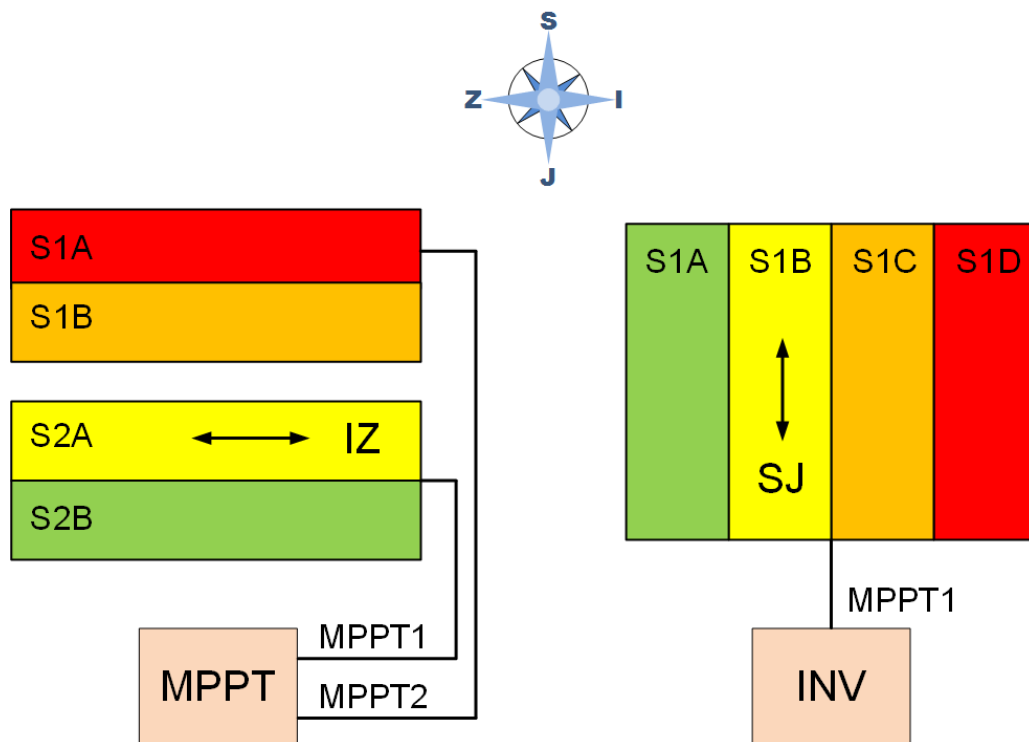 S
Z
I
J
S1A
S1B
S2A
IZ
S2B
MPPT1
MPPT
MPPT2
S1A
S1B
S1C
S1D
SJ
MPPT1
INV